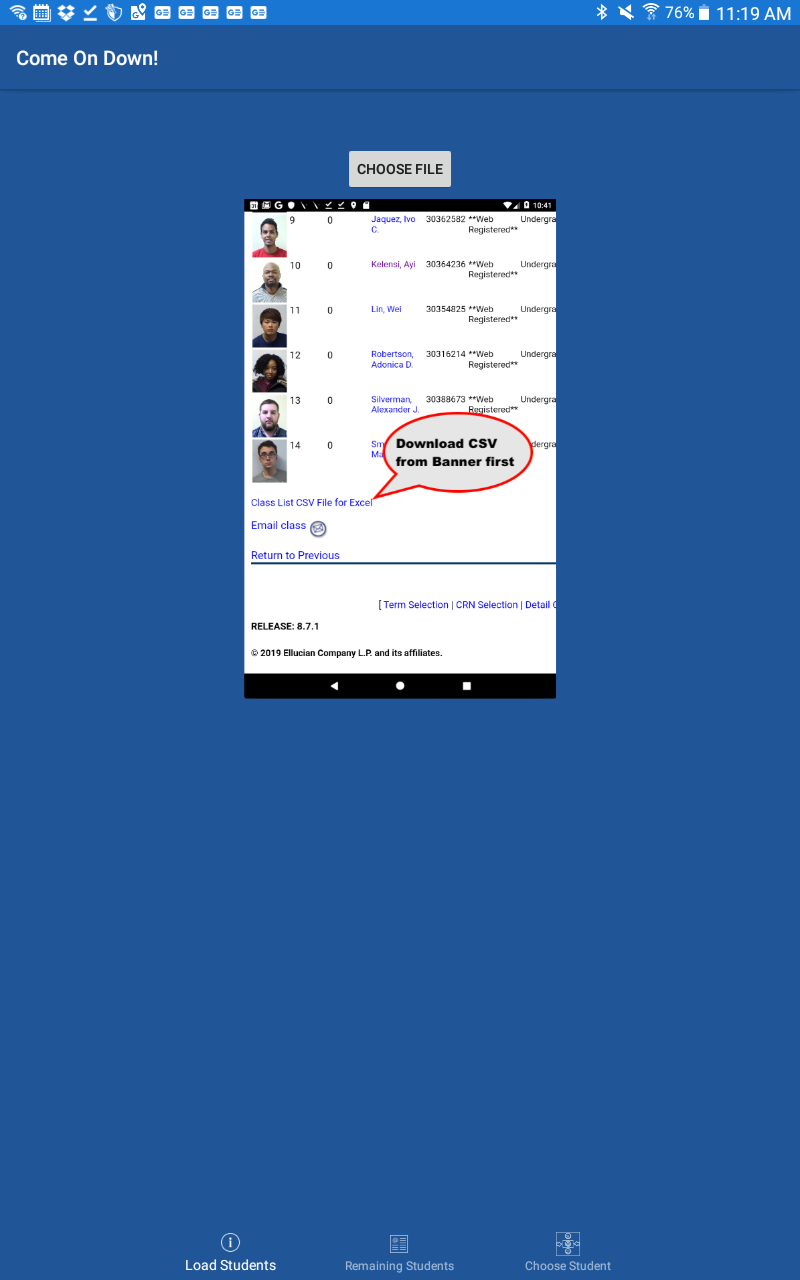 76% 11:19 AM
Come On Down!
CHOOSE FILE
10:41
9 0 Jaquez, Ivo 30362582 **Web Undergra
C. Registered**
10 0 Kelensi, Ayi 30364236 **Web Undergra
Registered**
11 0 Lin, Wei 30354825 **Web Undergra
Registered**
12 0 Robertson, 30316214 **Web Undergra
Adonica D. Registered**
13 0 Silverman, 30388673 **Web Undergra
Alexander J. Registered**
14 0 Sm dergra
Ma
Download CSV
from Banner first
Class List CSV File for Excel
Email class
Return to Previous
[ Term Selection | CRN Selection | Detail C
RELEASE: 8.7.1
© 2019 Ellucian Company L.P. and its affiliates.
Load Students Remaining Students Choose Student